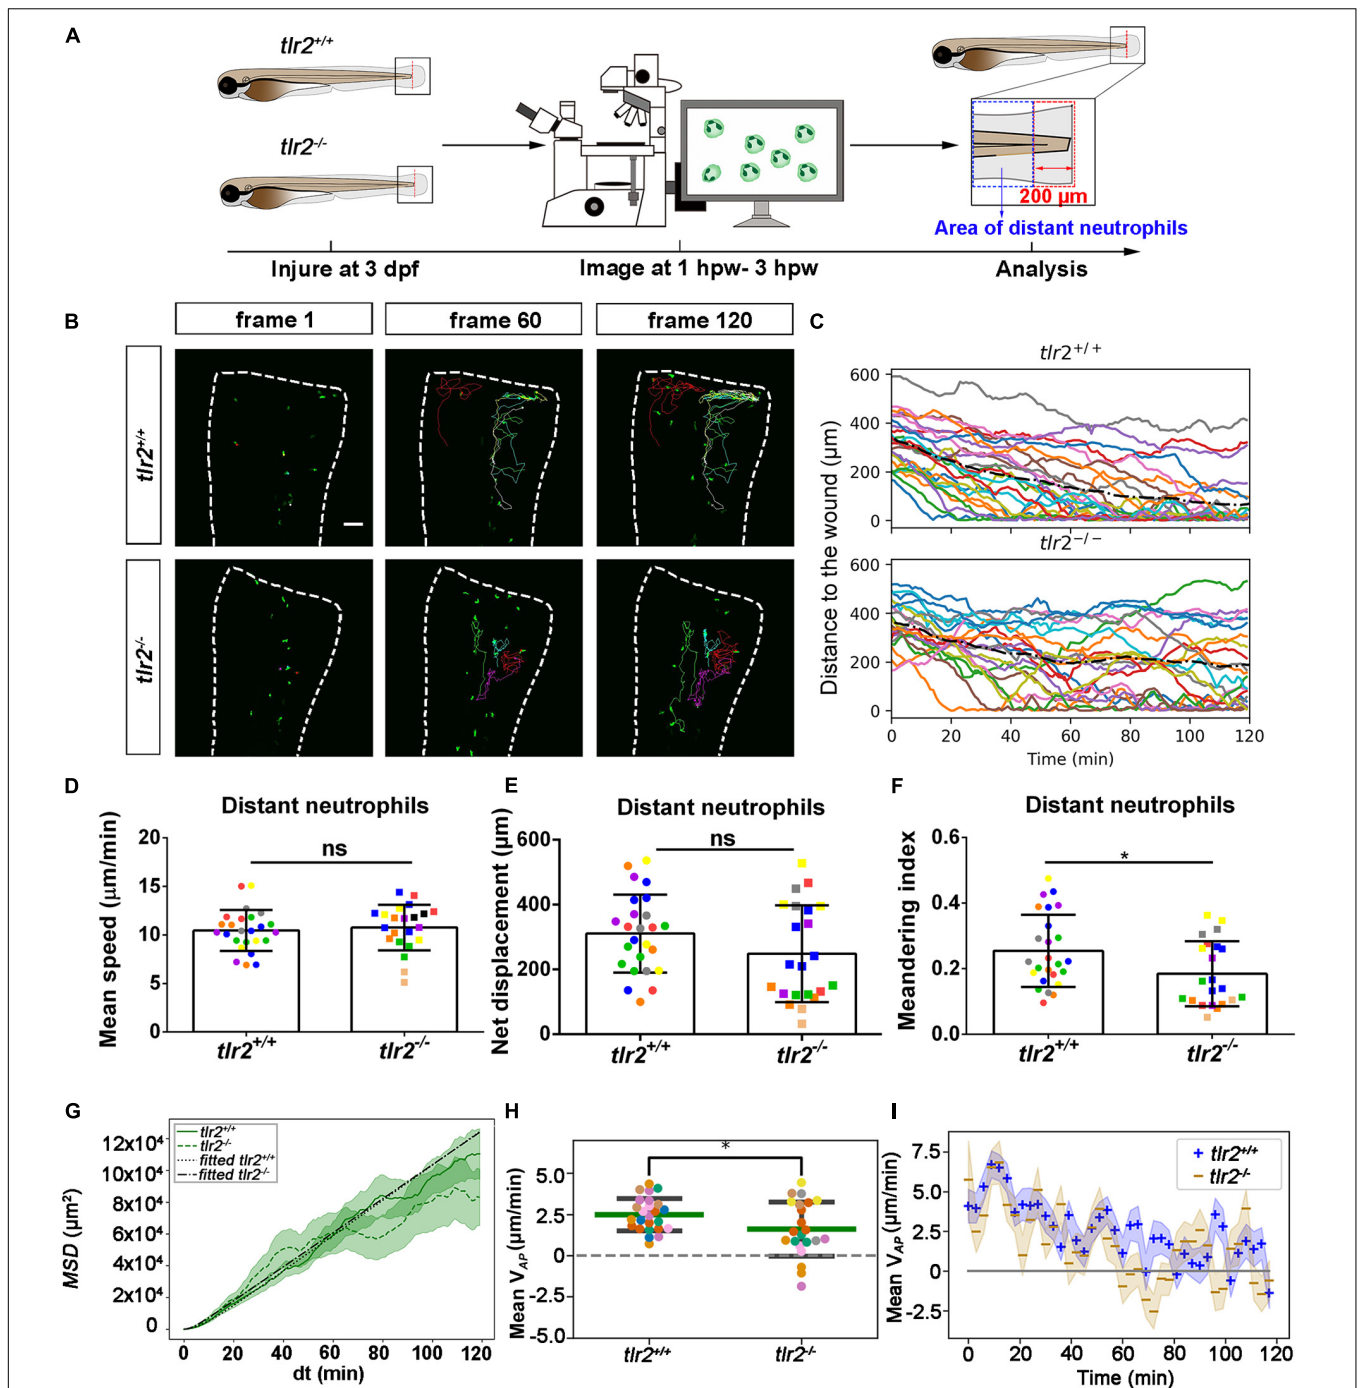 A
tlr2+/+
tlr2-/-
200 µm
Area of distant neutrophils
Injure at 3 dpf
Image at 1 hpw- 3 hpw
Analysis
B
frame 1
frame 60
frame 120
tlr2+/+
tlr2-/-
C
tlr2+/+
600
400
200
0
tlr2−/−
600
400
200
0
0 20 40 60 80 100 120
Distance to the wound (µm)
Time (min)
D
Distant neutrophils
ns
Mean speed (µm/min)
20
15
10
5
0
tlr2+/+
tlr2-/-
E
Distant neutrophils
ns
Net displacement (µm)
600
400
200
0
tlr2+/+
tlr2-/-
F
Distant neutrophils
*
Meandering index
0.6
0.4
0.2
0.0
tlr2+/+
tlr2-/-
G
tlr2+/+
tlr2-/-
fitted tlr2+/+
fitted tlr2-/-
MSD (µm²)
12x10⁴
10x10⁴
8x10⁴
6x10⁴
4x10⁴
2x10⁴
0
0 20 40 60 80 100 120
dt (min)
H
*
Mean VAP (µm/min)
5.0
2.5
0
-2.5
-5.0
tlr2+/+
tlr2-/-
I
tlr2+/+
tlr2-/-
Mean VAP (µm/min)
7.5
5.0
2.5
0
-2.5
0 20 40 60 80 100 120
Time (min)